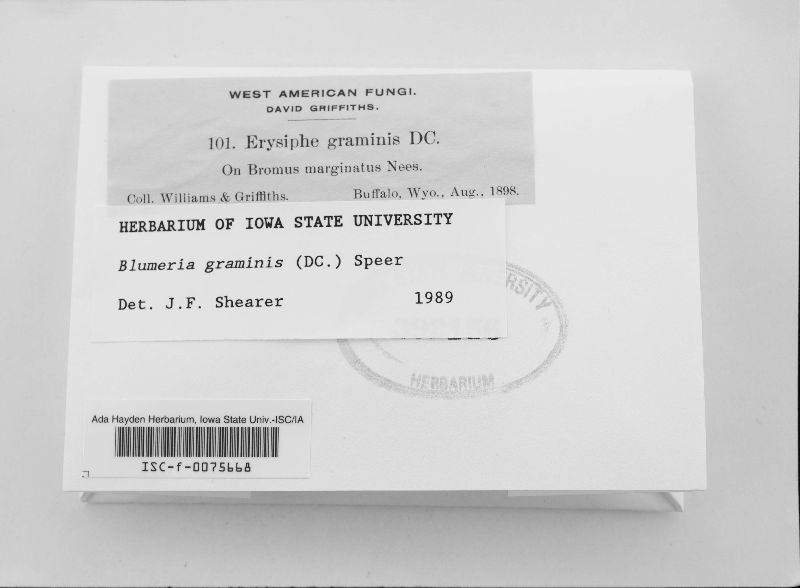 WEST AMERICAN FUNGI.
DAVID GRIFFITHS.
101. Erysiphe graminis DC.
On Bromus marginatus Nees.
Coll. Williams & Griffiths. Buffalo, Wyo., Aug., 1898.
HERBARIUM OF IOWA STATE UNIVERSITY
Blumeria graminis (DC.) Speer
Det. J.F. Shearer 1989
HERBARIUM
Ada Hayden Herbarium, Iowa State Univ.-ISC/IA
ISC-f-0075668